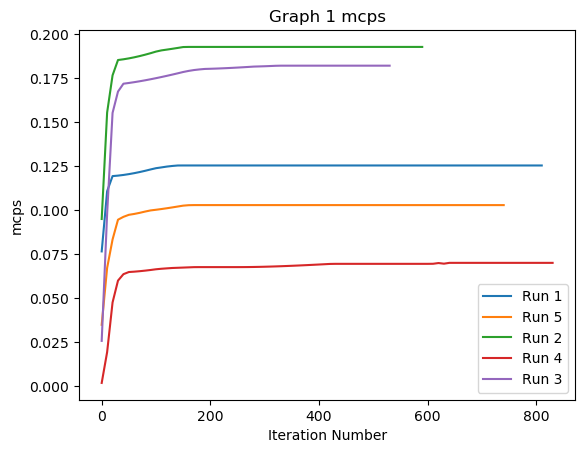 Graph 1 mcps
mcps
0.200
0.175
0.150
0.125
0.100
0.075
0.050
0.025
0.000
0
200
400
600
800
Iteration Number
Run 1
Run 5
Run 2
Run 4
Run 3